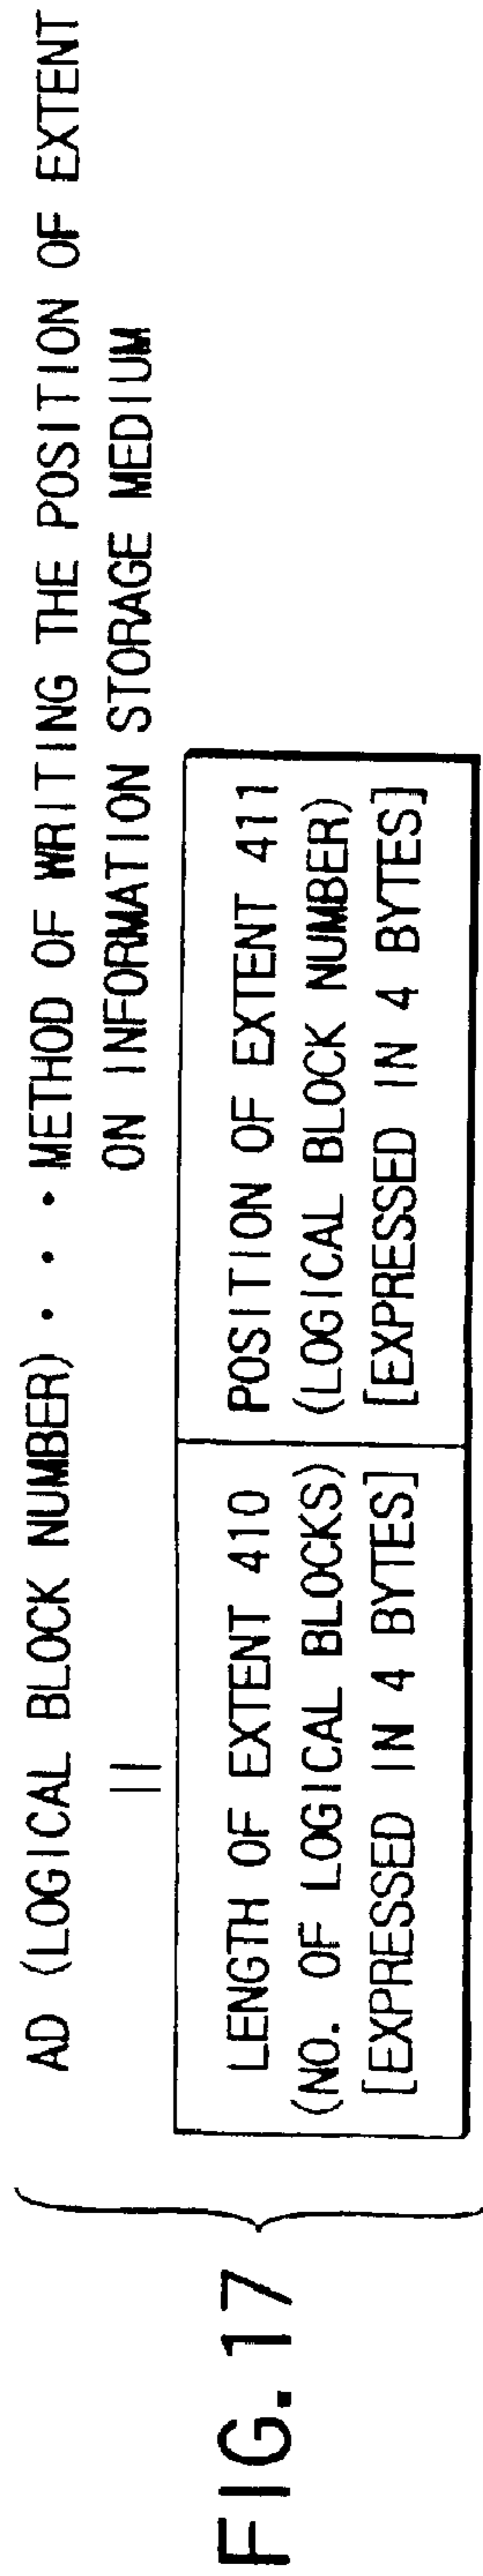 FIG. 17
AD (LOGICAL BLOCK NUMBER) • • • METHOD OF WRITING THE POSITION OF EXTENT
ON INFORMATION STORAGE MEDIUM
||
LENGTH OF EXTENT 410
(NO. OF LOGICAL BLOCKS)
[EXPRESSED IN 4 BYTES]
POSITION OF EXTENT 411
(LOGICAL BLOCK NUMBER)
[EXPRESSED IN 4 BYTES]